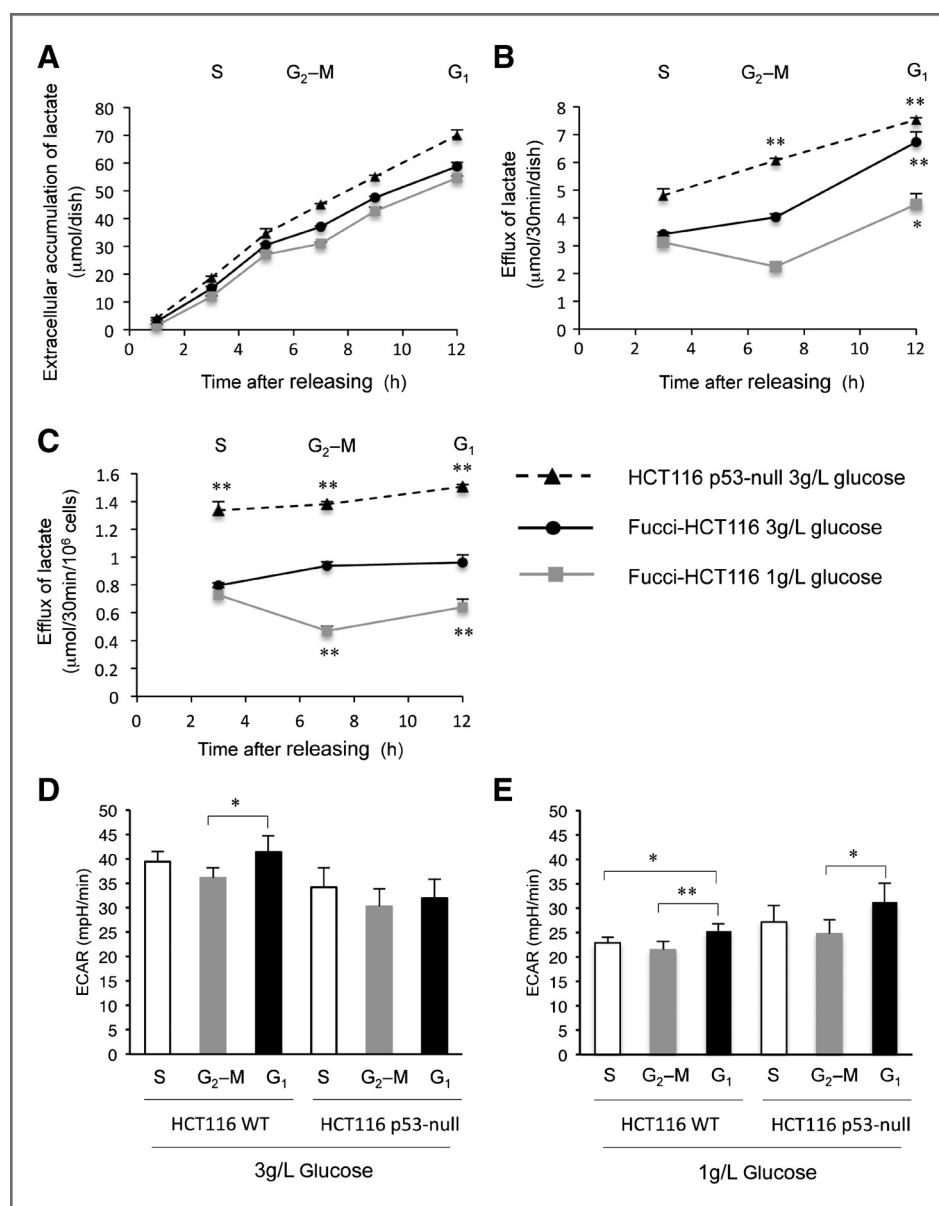 A
S G₂–M G₁
Extracellular accumulation of lactate
(μmol/dish)
80
70
60
50
40
30
20
10
0
0 2 4 6 8 10 12
Time after releasing (h)
B
S G₂–M G₁
Efflux of lactate
(μmol/30min/dish)
8
7
6
5
4
3
2
1
0
** ** ** *
0 2 4 6 8 10 12
Time after releasing (h)
C
S G₂–M G₁
Efflux of lactate
(μmol/30min/10⁶ cells)
1.6
1.4
1.2
1
0.8
0.6
0.4
0.2
0
** ** **
** **
0 2 4 6 8 10 12
Time after releasing (h)
HCT116 p53-null 3g/L glucose
Fucci-HCT116 3g/L glucose
Fucci-HCT116 1g/L glucose
D
ECAR (mpH/min)
50
45
40
35
30
25
20
15
10
5
0
*
S G₂–M G₁ S G₂–M G₁
HCT116 WT HCT116 p53-null
3g/L Glucose
E
ECAR (mpH/min)
50
45
40
35
30
25
20
15
10
5
0
* ** *
S G₂–M G₁ S G₂–M G₁
HCT116 WT HCT116 p53-null
1g/L Glucose